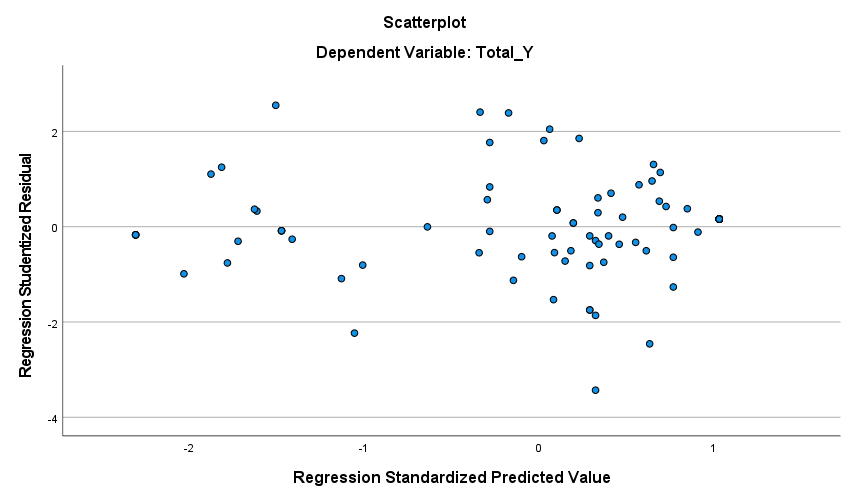 Scatterplot
Dependent Variable: Total_Y
Regression Studentized Residual
2
0
-2
-4
-2
-1
0
1
Regression Standardized Predicted Value